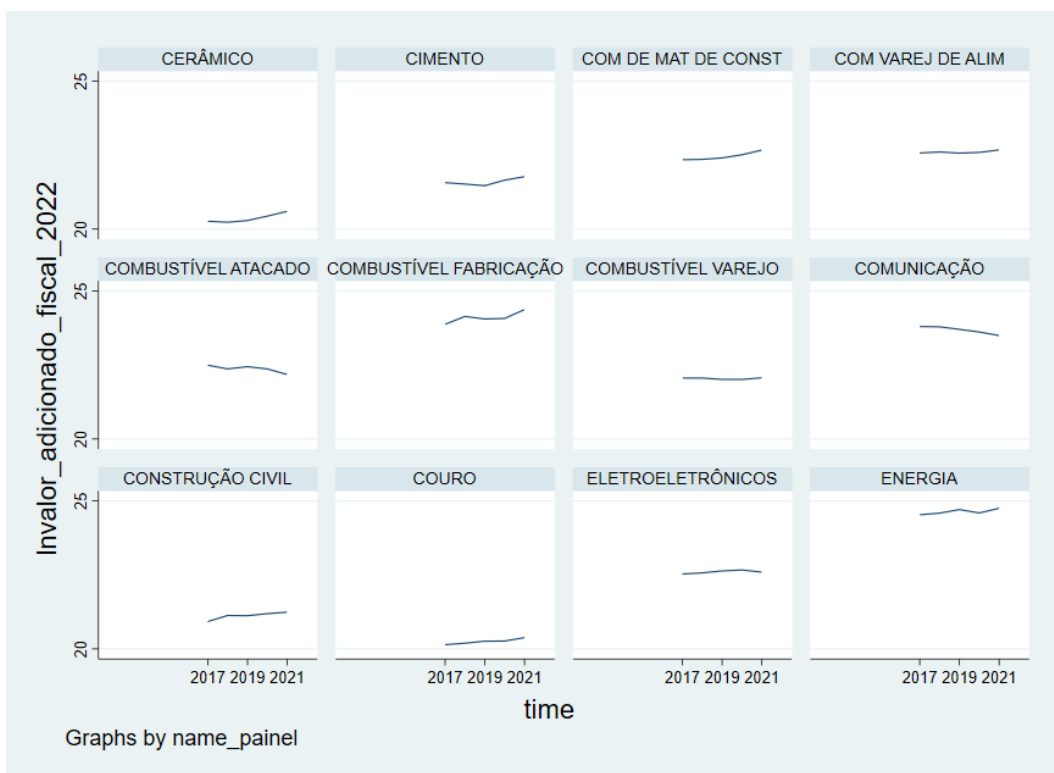 CERÂMICO
CIMENTO
COM DE MAT DE CONST
COM VAREJ DE ALIM
25
20
COMBUSTÍVEL ATACADO
COMBUSTÍVEL FABRICAÇÃO
COMBUSTÍVEL VAREJO
COMUNICAÇÃO
25
20
CONSTRUÇÃO CIVIL
COURO
ELETROELETRÔNICOS
ENERGIA
25
20
lnvalor_adicionado_fiscal_2022
2017 2019 2021
2017 2019 2021
2017 2019 2021
2017 2019 2021
time
Graphs by name_painel